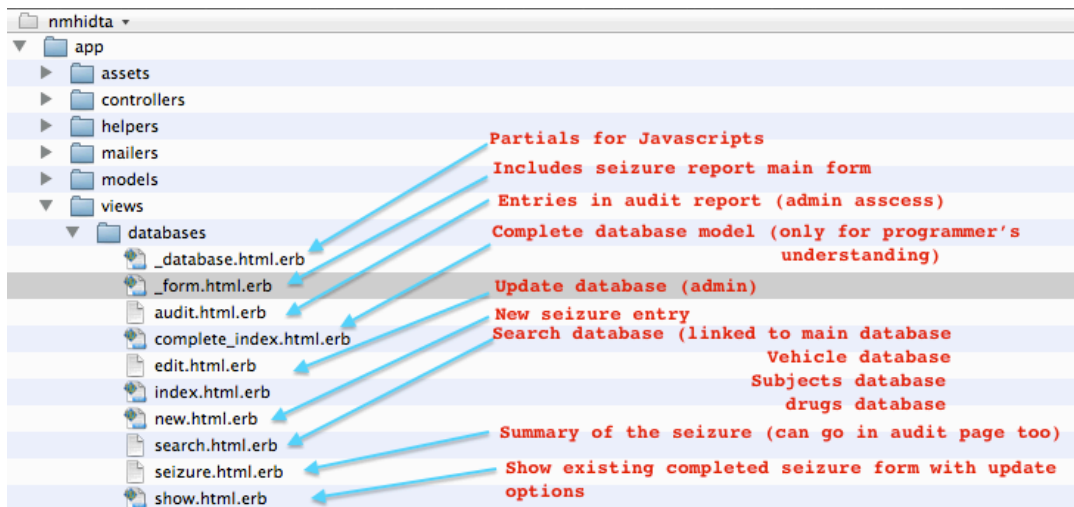 nmhidta
app
assets
controllers
helpers
mailers
models
views
databases
_database.html.erb
_form.html.erb
audit.html.erb
complete_index.html.erb
edit.html.erb
index.html.erb
new.html.erb
search.html.erb
seizure.html.erb
show.html.erb
Partials for Javascripts
Includes seizure report main form
Entries in audit report (admin asscess)
Complete database model (only for programmer's
understanding)
Update database (admin)
New seizure entry
Search database (linked to main database
Vehicle database
Subjects database
drugs database
Summary of the seizure (can go in audit page too)
Show existing completed seizure form with update
options